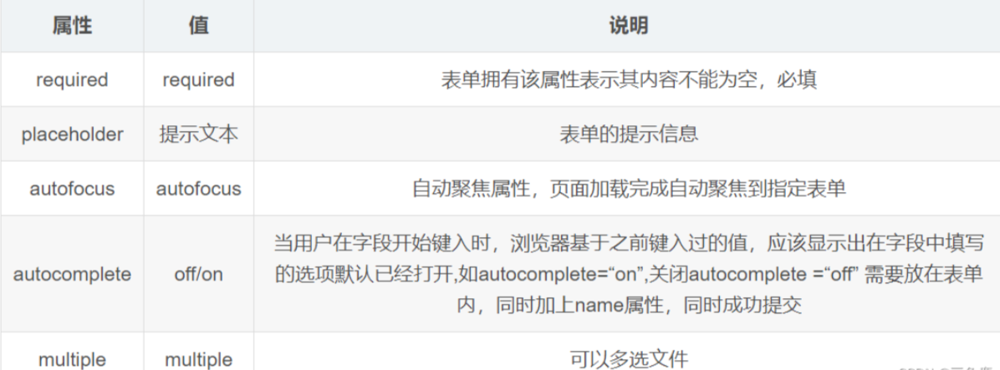 属性 值 说明
required required 表单拥有该属性表示其内容不能为空，必填
placeholder 提示文本 表单的提示信息
autofocus autofocus 自动聚焦属性，页面加载完成自动聚焦到指定表单
当用户在字段开始键入时，浏览器基于之前键入过的值，应该显示出在字段中填写
autocomplete off/on 的选项默认已经打开,如autocomplete=“on”,关闭autocomplete =“off” 需要放在表单
内，同时加上name属性，同时成功提交
multiple multiple 可以多选文件